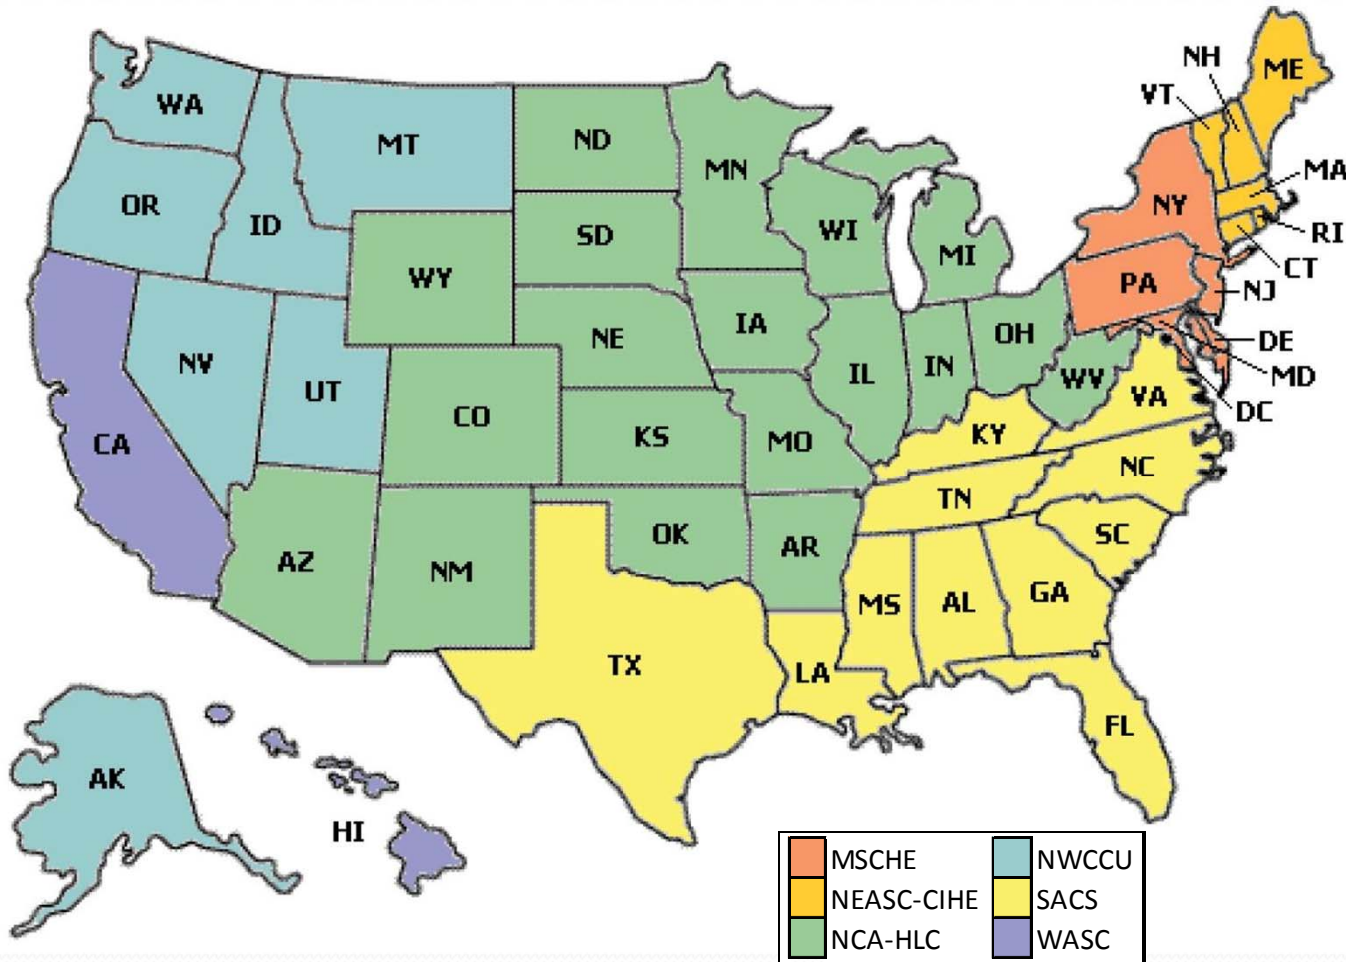 NH
ME
VT
WA
MT
ND
MN
MA
OR
ID
SD
WI
NY
RI
MI
CT
WY
PA
NJ
IA
NE
OH
DE
NV
IL
IN
MD
UT
WV
VA
DC
CO
CA
KS
MO
KY
NC
TN
OK
AR
SC
AZ
NM
MS
AL
GA
TX
LA
FL
AK
HI
MSCHE NWCCU
NEASC-CIHE SACS
NCA-HLC WASC